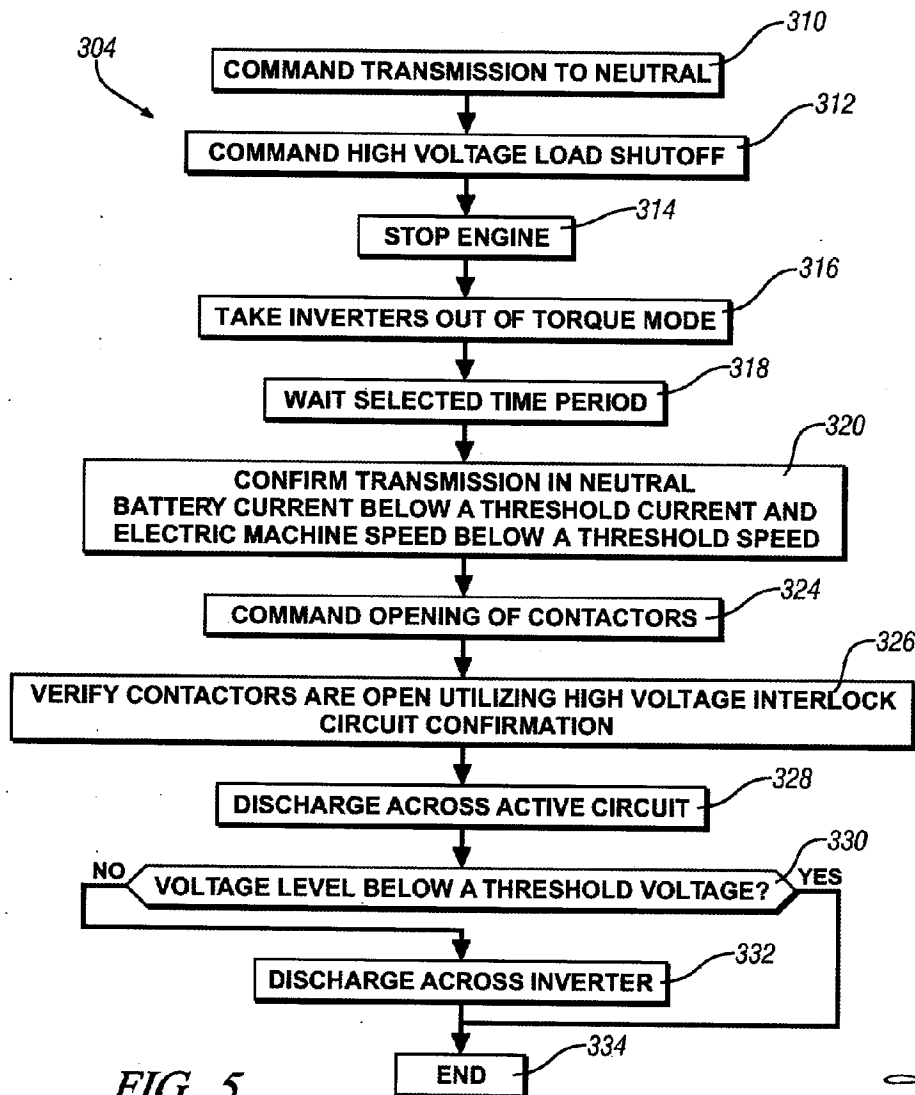 304
310
COMMAND TRANSMISSION TO NEUTRAL
312
COMMAND HIGH VOLTAGE LOAD SHUTOFF
314
STOP ENGINE
316
TAKE INVERTERS OUT OF TORQUE MODE
318
WAIT SELECTED TIME PERIOD
320
CONFIRM TRANSMISSION IN NEUTRAL
BATTERY CURRENT BELOW A THRESHOLD CURRENT AND
ELECTRIC MACHINE SPEED BELOW A THRESHOLD SPEED
324
COMMAND OPENING OF CONTACTORS
326
VERIFY CONTACTORS ARE OPEN UTILIZING HIGH VOLTAGE INTERLOCK
CIRCUIT CONFIRMATION
328
DISCHARGE ACROSS ACTIVE CIRCUIT
330
NO
VOLTAGE LEVEL BELOW A THRESHOLD VOLTAGE?
YES
332
DISCHARGE ACROSS INVERTER
334
END
FIG. 5